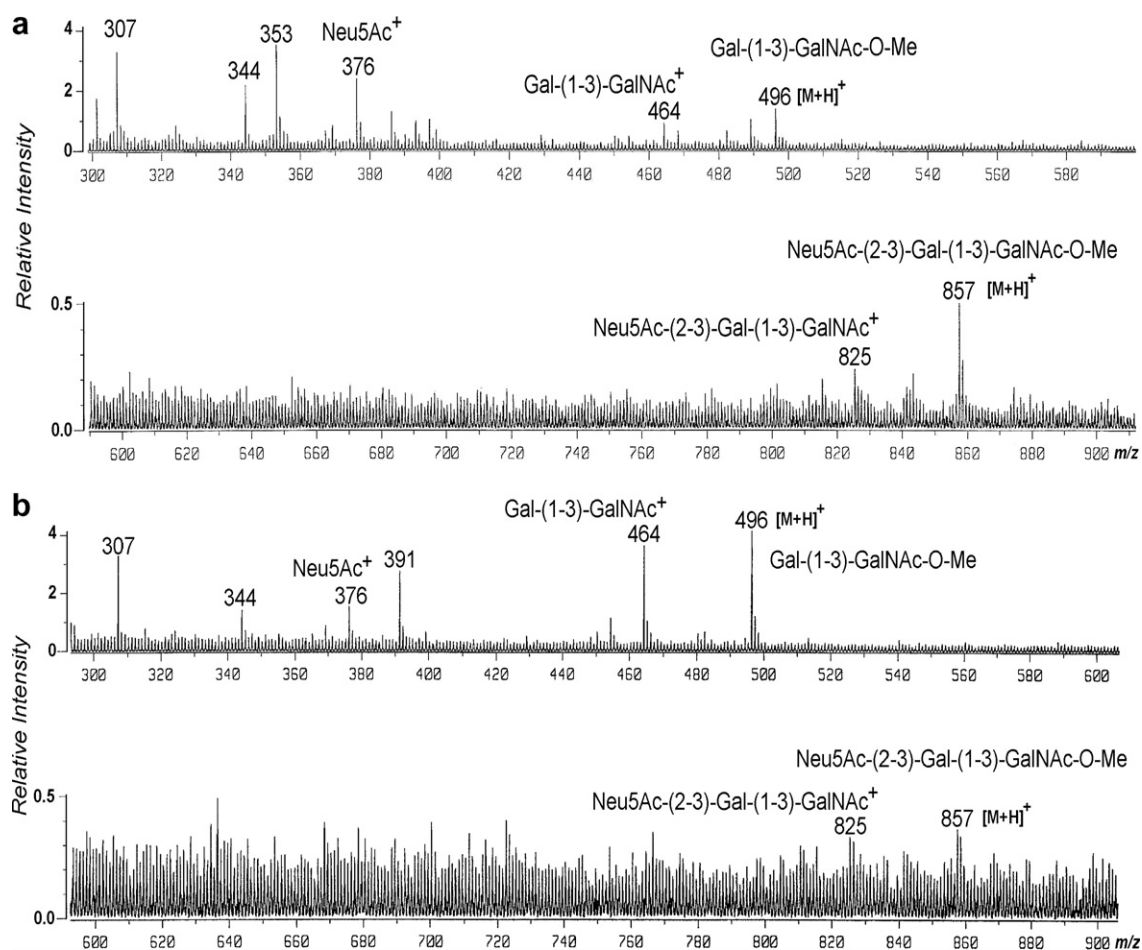 a
Relative Intensity
4
2
0
307
344
353
Neu5Ac+
376
Gal-(1-3)-GalNAc+
464
Gal-(1-3)-GalNAc-O-Me
496 [M+H]+
300 320 340 360 380 400 420 440 460 480 500 520 540 560 580
0.5
0.0
Neu5Ac-(2-3)-Gal-(1-3)-GalNAc-O-Me
857 [M+H]+
Neu5Ac-(2-3)-Gal-(1-3)-GalNAc+
825
600 620 640 660 680 700 720 740 760 780 800 820 840 860 880 900 m/z
b
Relative Intensity
4
2
0
307
344
Neu5Ac+
376
391
Gal-(1-3)-GalNAc+
464
496 [M+H]+
Gal-(1-3)-GalNAc-O-Me
300 320 340 360 380 400 420 440 460 480 500 520 540 560 580 600
0.5
0.0
Neu5Ac-(2-3)-Gal-(1-3)-GalNAc-O-Me
Neu5Ac-(2-3)-Gal-(1-3)-GalNAc+
825
857 [M+H]+
600 620 640 660 680 700 720 740 760 780 800 820 840 860 880 900 m/z